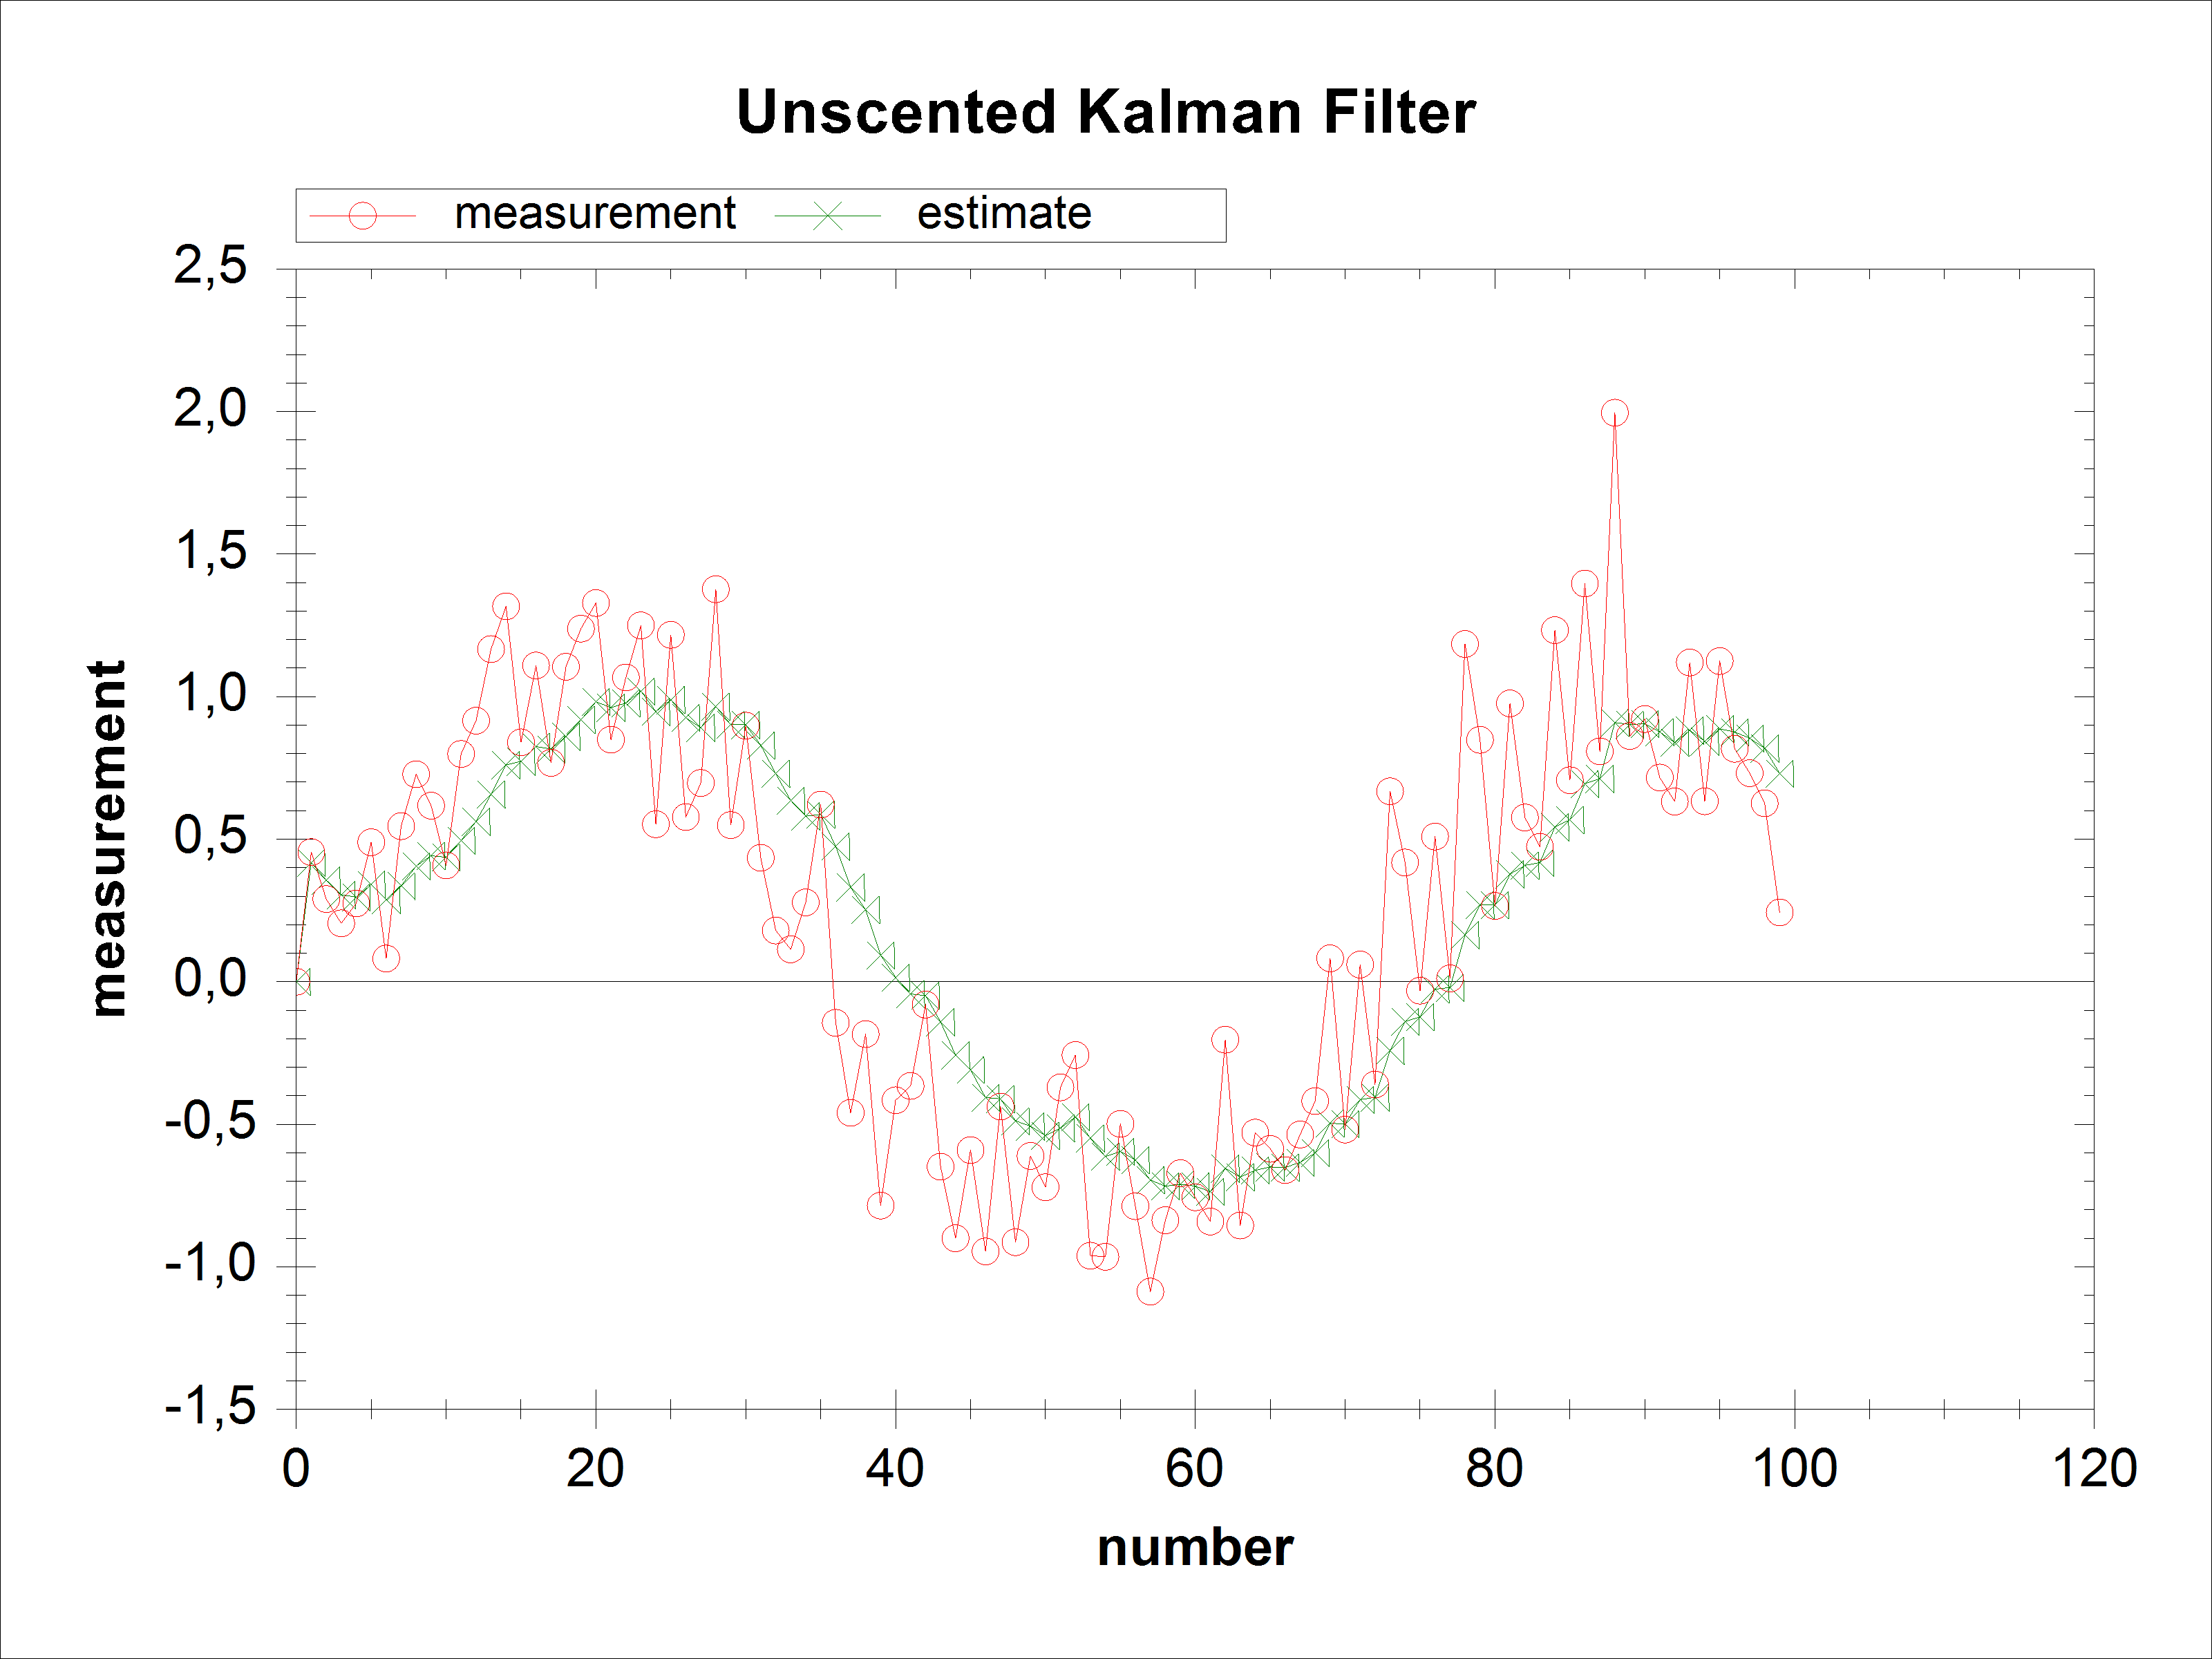 Unscented Kalman Filter
measurement estimate
2,5
2,0
1,5
1,0
0,5
0,0
-0,5
-1,0
-1,5
measurement
0 20 40 60 80 100 120
number